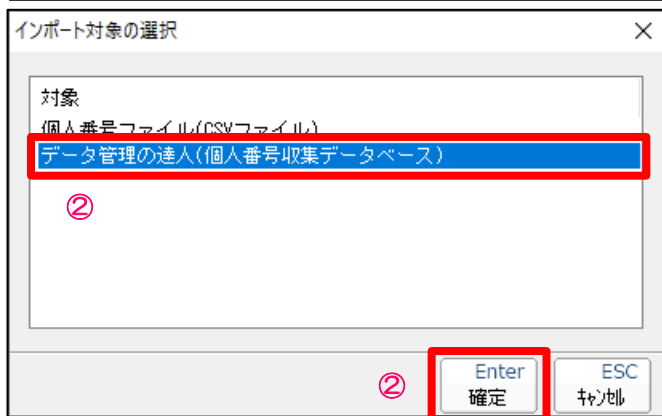 インポート対象の選択
対象
個人番号ファイル(CSVファイル)
データ管理の達人(個人番号収集データベース)
②
② Enter ESC
確定 ｷｬﾝｾﾙ